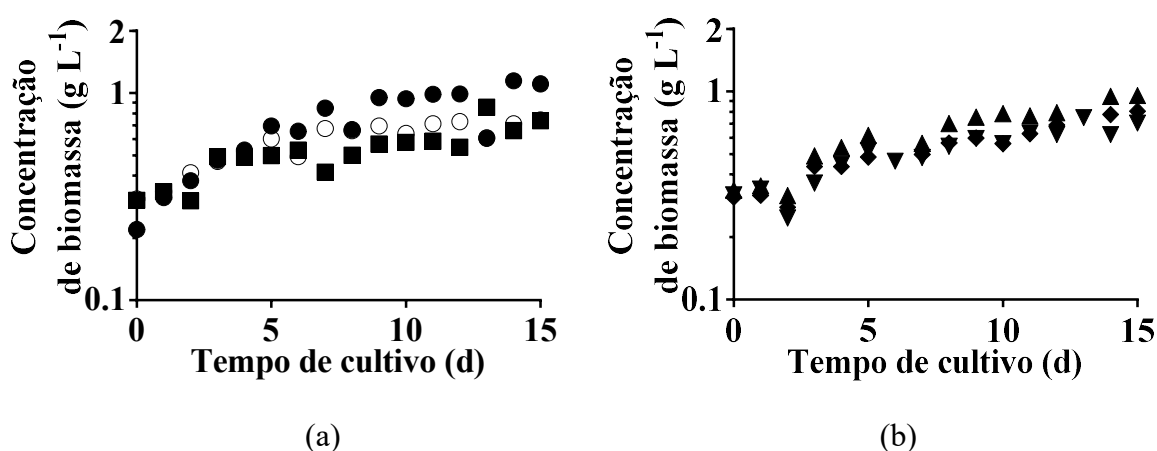 Concentração
de biomassa (g L⁻¹)
2
1
0.1
0 5 10 15
Tempo de cultivo (d)
(a)
Concentração
de biomassa (g L⁻¹)
2
1
0.1
0 5 10 15
Tempo de cultivo (d)
(b)